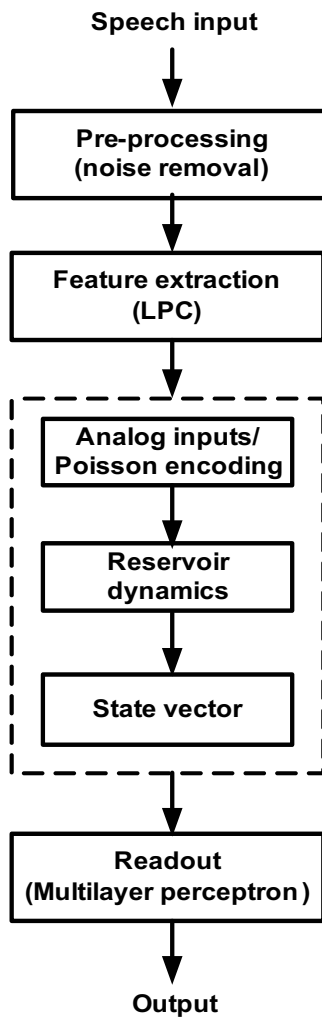 Speech input
Pre-processing
(noise removal)
Feature extraction
(LPC)
Analog inputs/
Poisson encoding
Reservoir
dynamics
State vector
Readout
(Multilayer perceptron)
Output